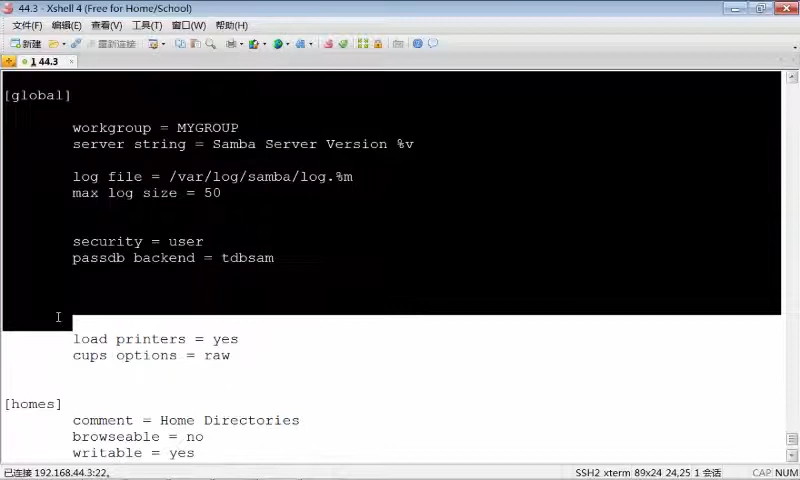 44.3 - Xshell 4 (Free for Home/School)
文件(F) 编辑(E) 查看(V) 工具(T) 窗口(W) 帮助(H)
新建 重新连接
1 44.3
[global]
workgroup = MYGROUP
server string = Samba Server Version %v
log file = /var/log/samba/log.%m
max log size = 50
security = user
passdb backend = tdbsam
load printers = yes
cups options = raw
[homes]
comment = Home Directories
browseable = no
writable = yes
已连接 192.168.44.3:22。 SSH2 xterm 89x24 24,25 1 会话 CAP NUM